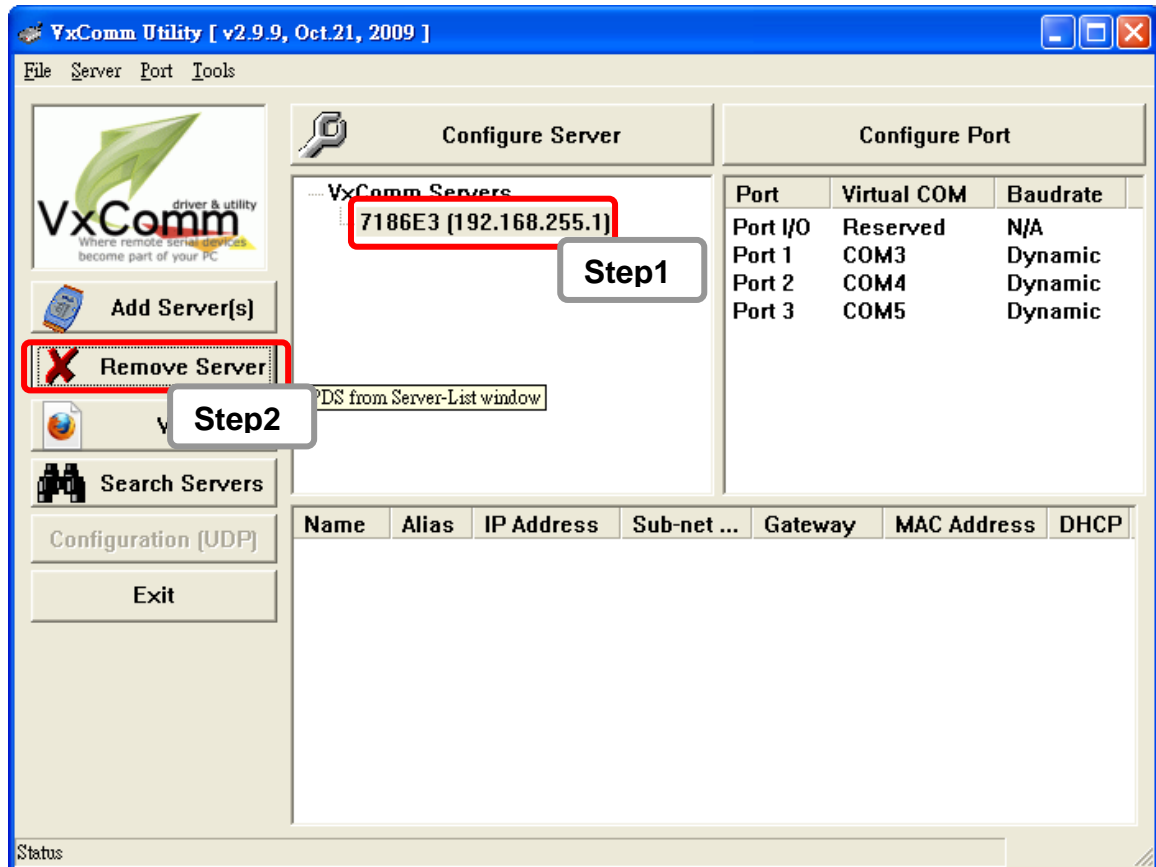 VxComm Utility [ v2.9.9, Oct.21, 2009 ]
File Server Port Tools
VxComm
driver & utility
Where remote serial devices
become part of your PC
Add Server(s)
Remove Server
Step2
Search Servers
Configuration (UDP)
Exit
Configure Server
VxComm Servers
7186E3 (192.168.255.1)
Step1
PDS from Server-List window
Configure Port
Port Virtual COM Baudrate
Port I/O Reserved N/A
Port 1 COM3 Dynamic
Port 2 COM4 Dynamic
Port 3 COM5 Dynamic
Name Alias IP Address Sub-net ... Gateway MAC Address DHCP
Status